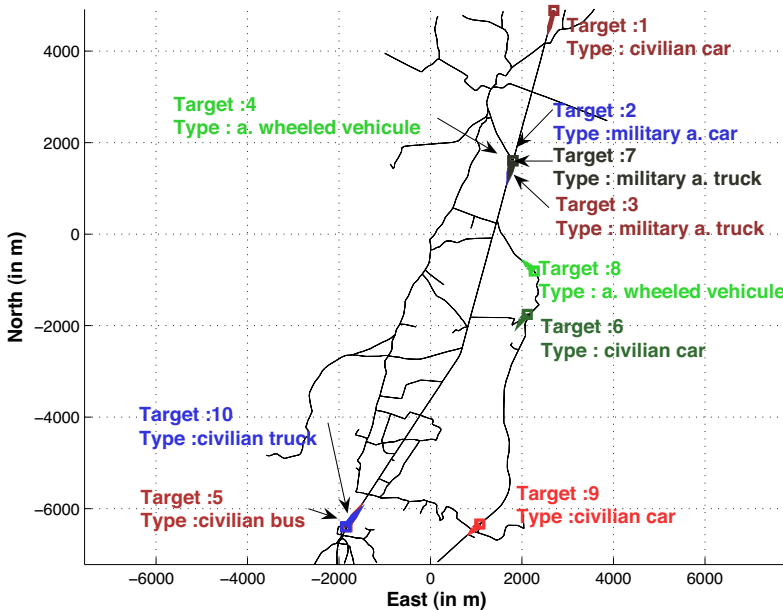 Target :1
Type : civilian car
Target :4
Type : a. wheeled vehicule
Target :2
Type :military a. car
Target :7
Type : military a. truck
Target :3
Type : military a. truck
Target :8
Type : a. wheeled vehicule
Target :6
Type : civilian car
Target :10
Type :civilian truck
Target :5
Type :civilian bus
Target :9
Type :civilian car
4000
2000
0
−2000
−4000
−6000
North (in m)
−6000 −4000 −2000 0 2000 4000 6000
East (in m)